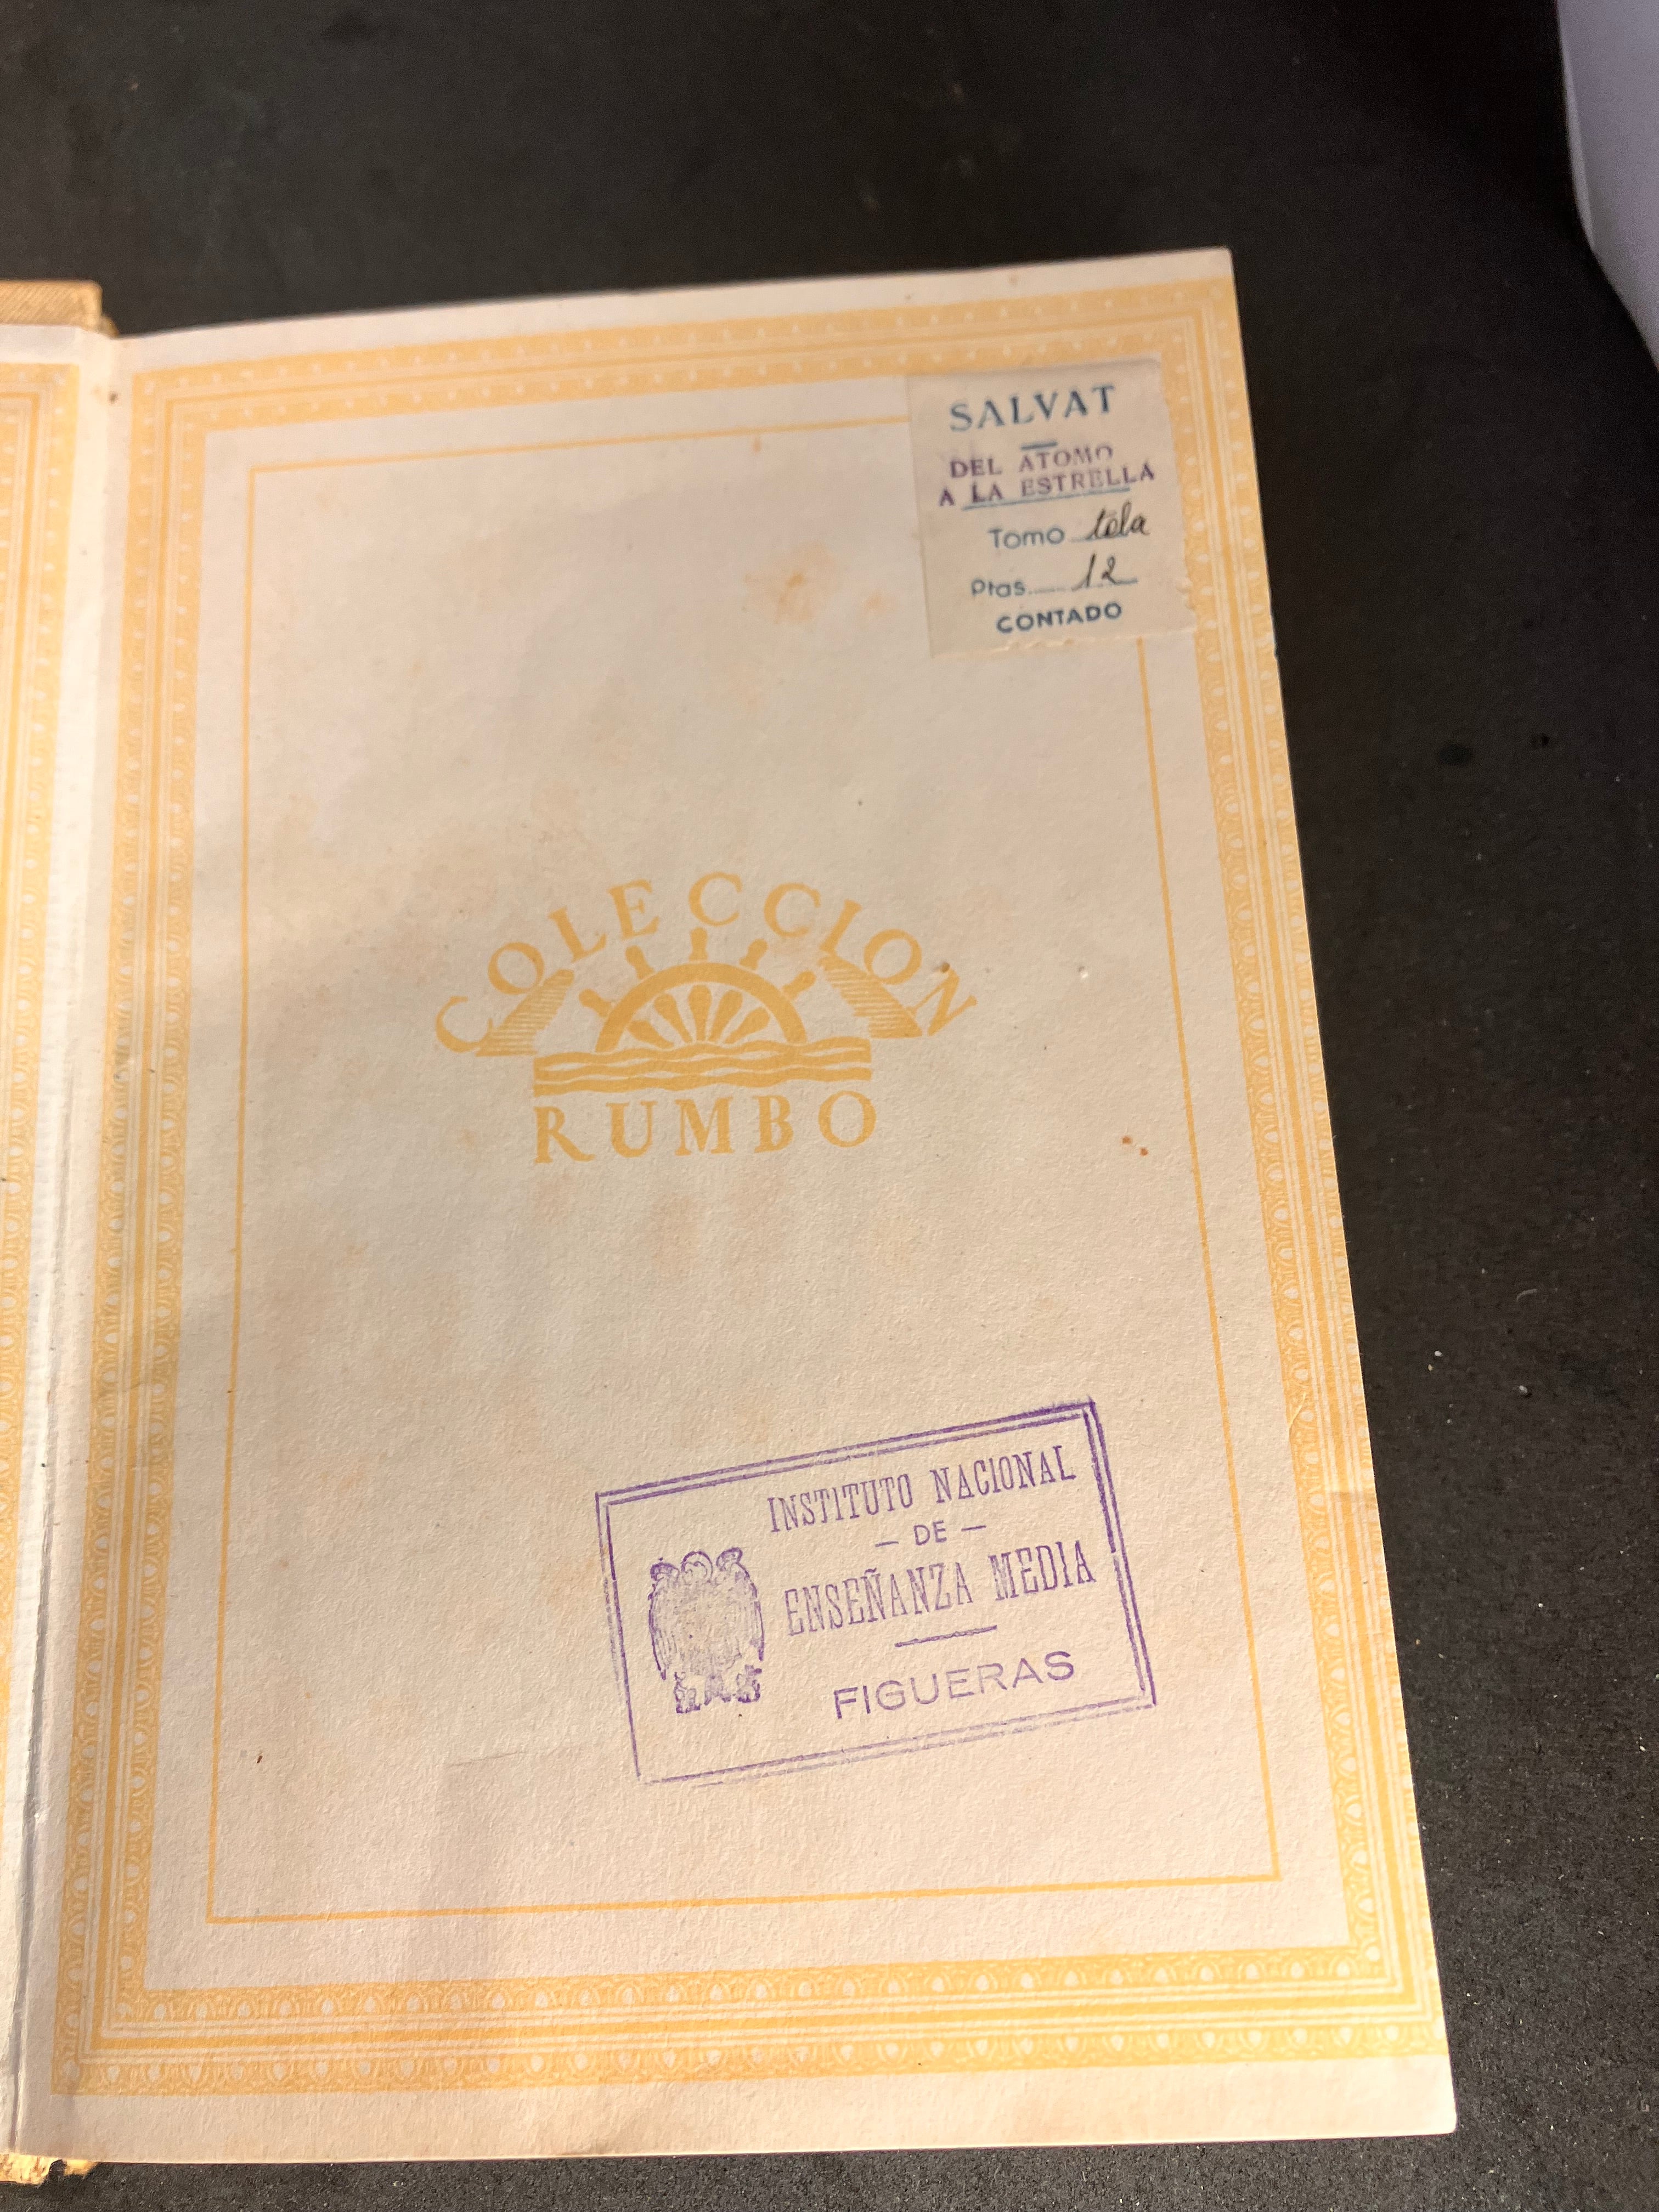 SALVAT
DEL ATOMO
A LA ESTRELLA
Tomo tela
Ptas. 12
CONTADO
COLECCION
RUMBO
INSTITUTO NACIONAL
— DE —
ENSEÑANZA MEDIA
FIGUERAS